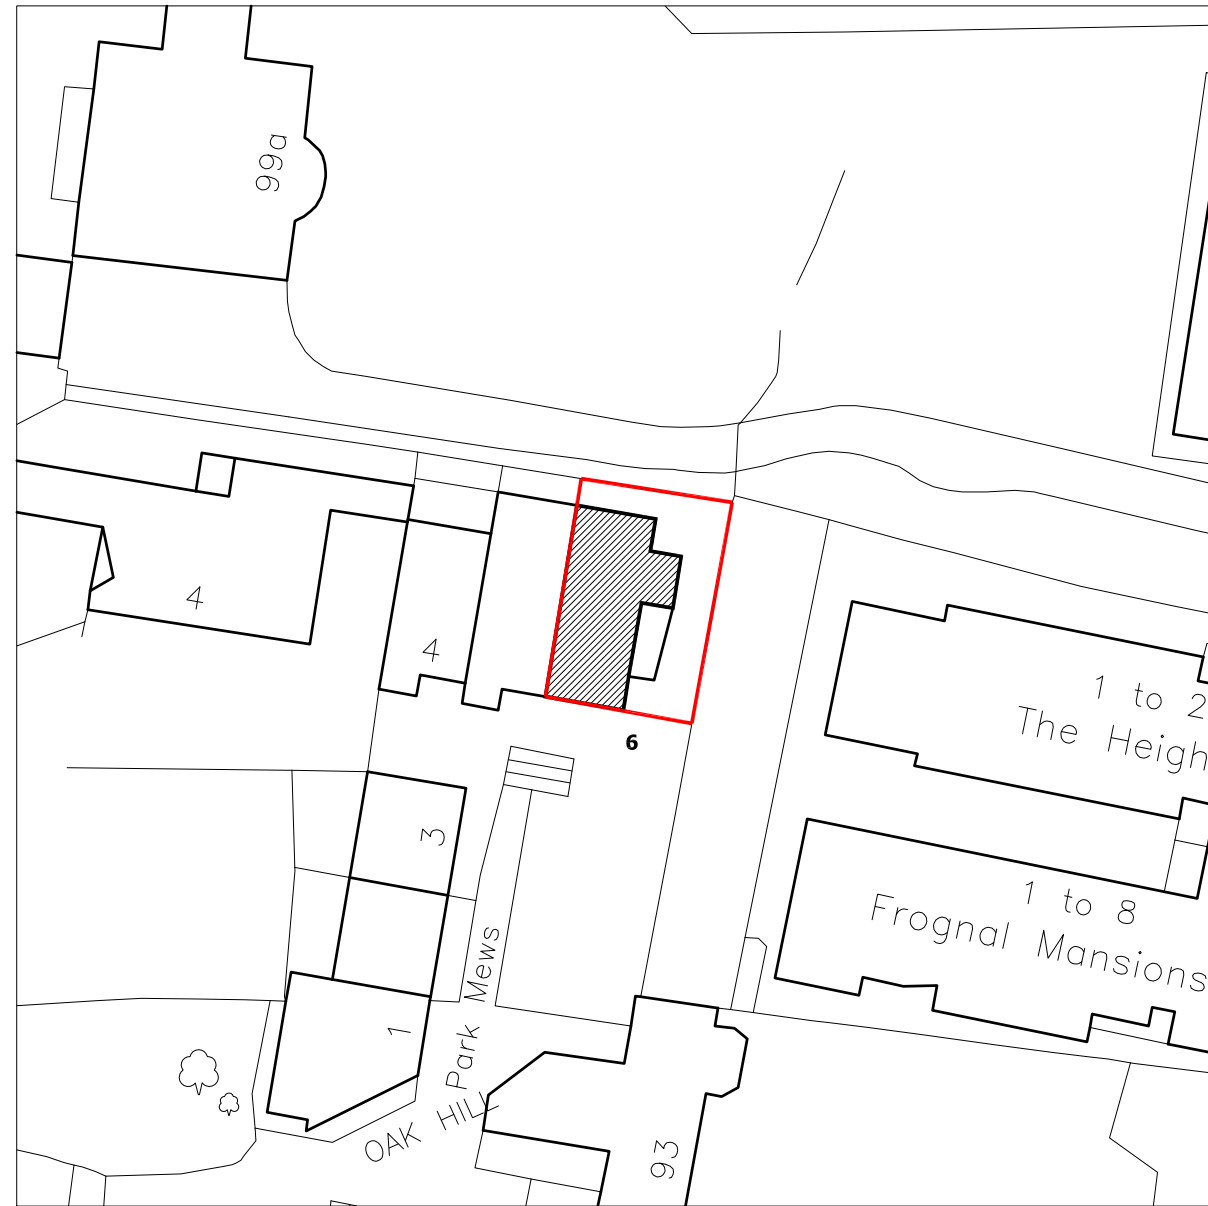 99a
4
4
6
1 to 2
The Heigh
3
1 to 8
Frognal Mansions
Park Mews
1
OAK HILL
93